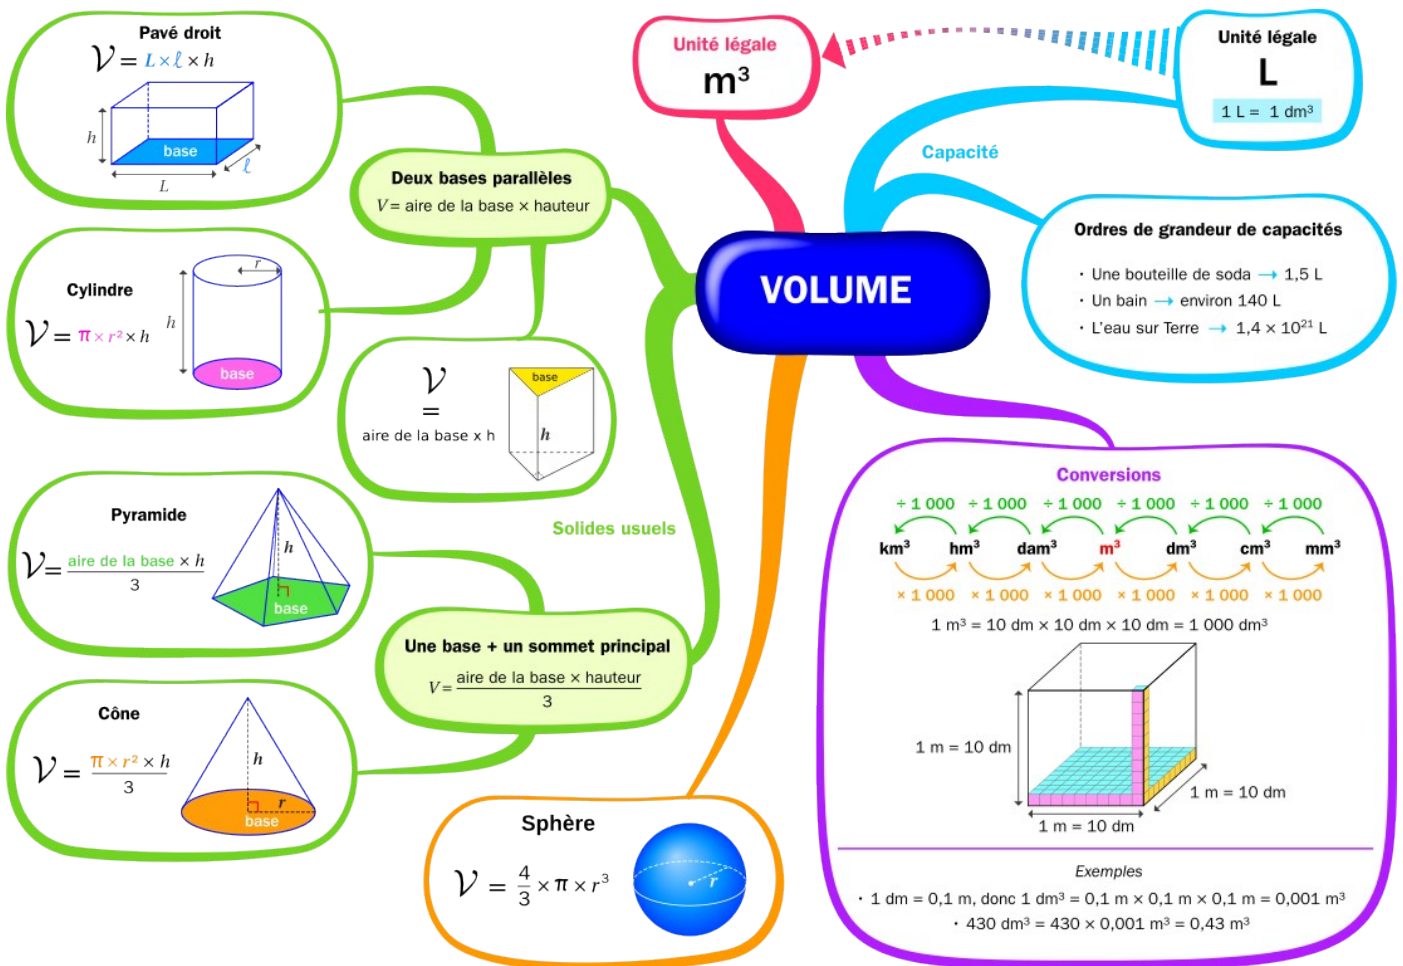 Pavé droit
V = L × ℓ × h
h
base
ℓ
L
Cylindre
V = π × r² × h
r
h
base
Deux bases parallèles
V = aire de la base × hauteur
V
=
aire de la base x h
base
h
Pyramide
V = aire de la base × h / 3
h
base
Cône
V = π × r² × h / 3
h
r
base
Solides usuels
Une base + un sommet principal
V = aire de la base × hauteur / 3
Unité légale
m³
Unité légale
L
1 L = 1 dm³
Capacité
VOLUME
Ordres de grandeur de capacités
· Une bouteille de soda → 1,5 L
· Un bain → environ 140 L
· L'eau sur Terre → 1,4 × 10²¹ L
Sphère
V = 4/3 × π × r³
r
Conversions
÷ 1 000 ÷ 1 000 ÷ 1 000 ÷ 1 000 ÷ 1 000 ÷ 1 000
km³ hm³ dam³ m³ dm³ cm³ mm³
× 1 000 × 1 000 × 1 000 × 1 000 × 1 000 × 1 000
1 m³ = 10 dm × 10 dm × 10 dm = 1 000 dm³
1 m = 10 dm
1 m = 10 dm
1 m = 10 dm
Exemples
· 1 dm = 0,1 m, donc 1 dm³ = 0,1 m × 0,1 m × 0,1 m = 0,001 m³
· 430 dm³ = 430 × 0,001 m³ = 0,43 m³